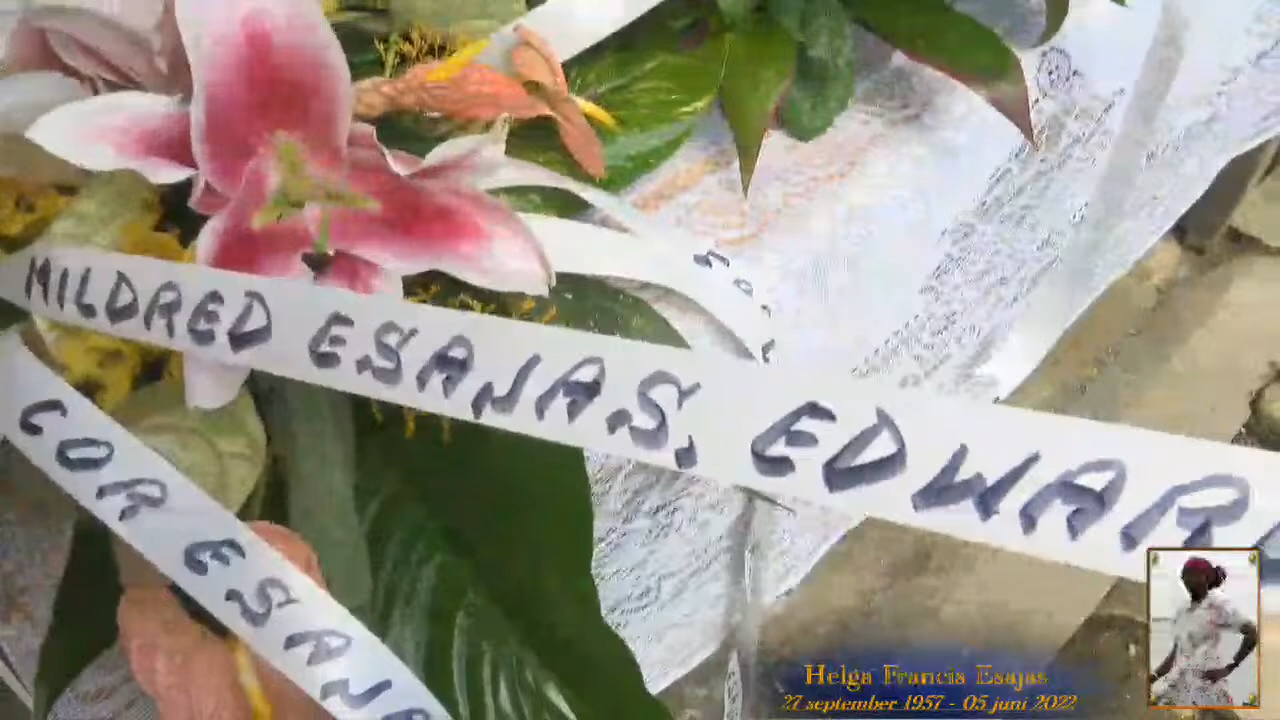 MILDRED ESAJAS, EDWAR
COR ESAJA
Helga Francia Esajas
27 september 1957 - 05 juni 2022